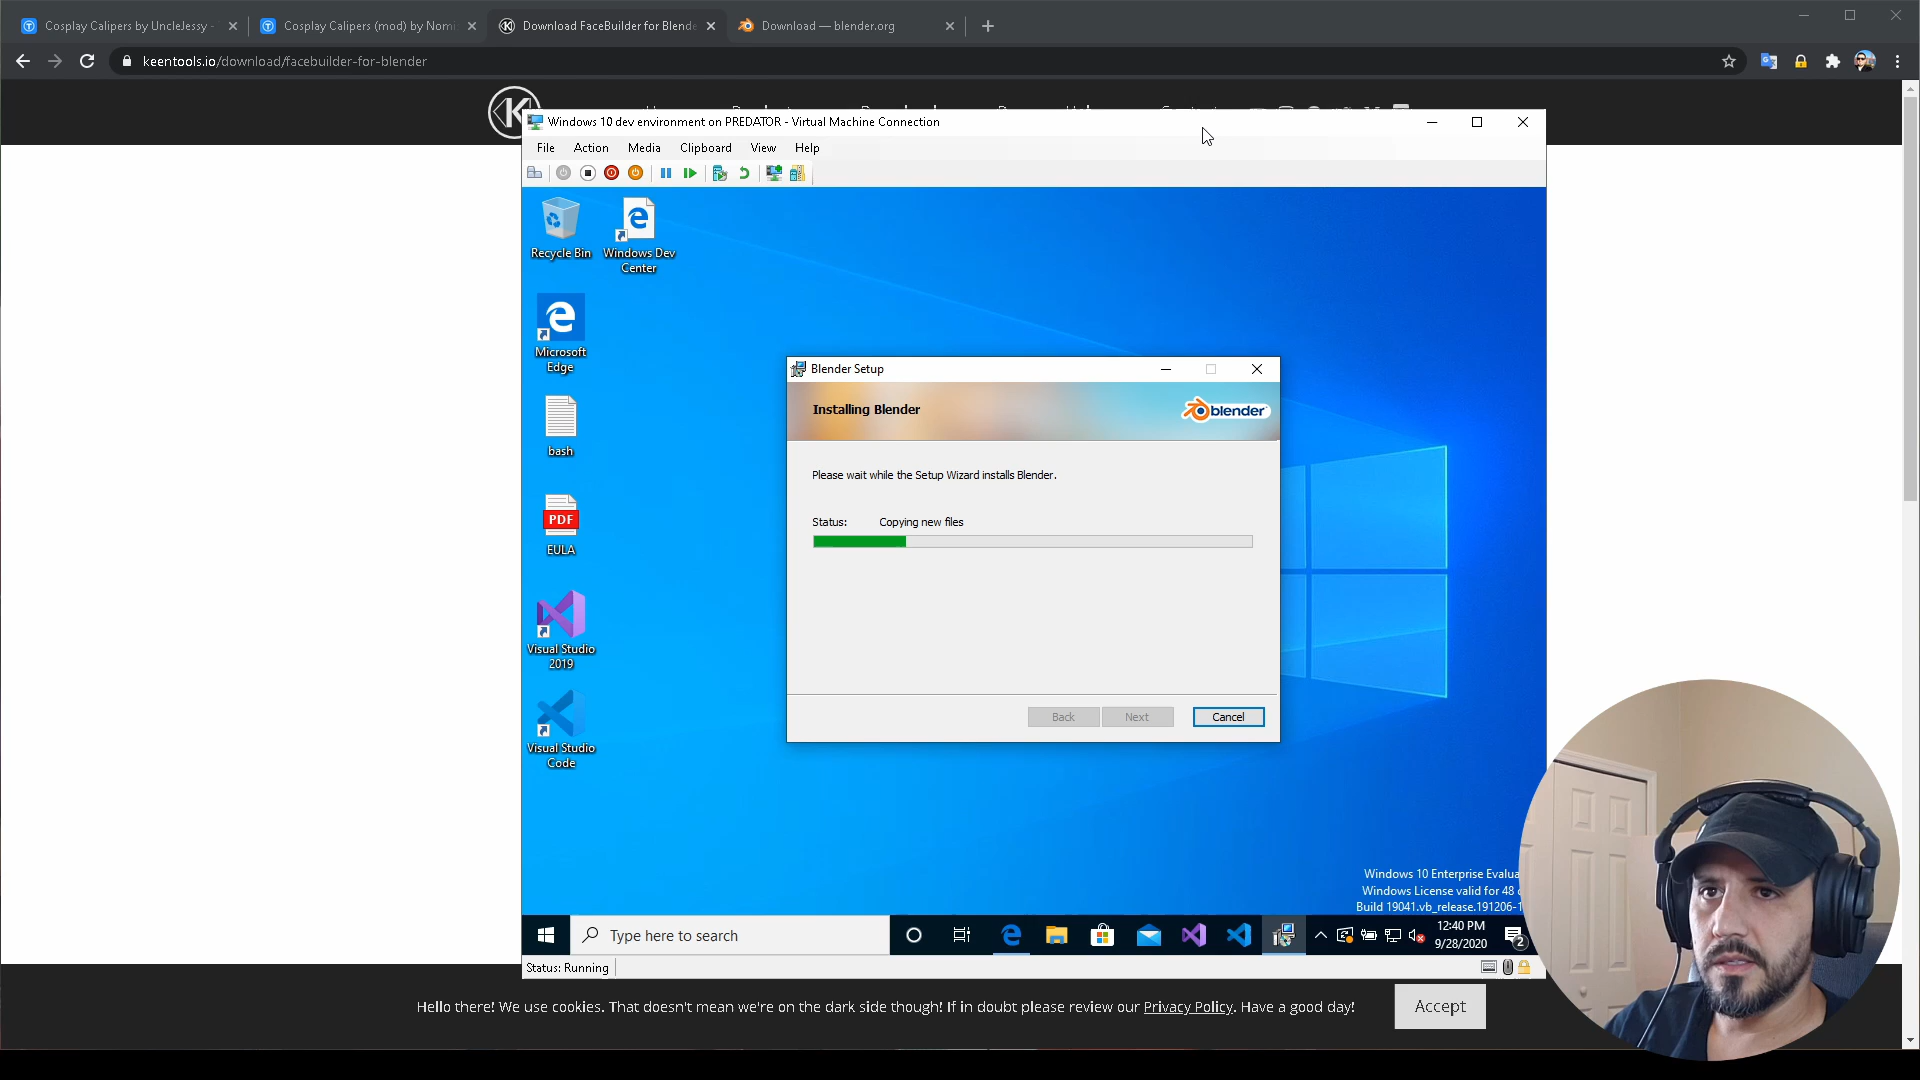 Cosplay Calipers by UncleJessy -
Cosplay Calipers (mod) by Nomi
Download FaceBuilder for Blende
Download — blender.org
keentools.io/download/facebuilder-for-blender
Windows 10 dev environment on PREDATOR - Virtual Machine Connection
File Action Media Clipboard View Help
Recycle Bin
Windows Dev
Center
Microsoft
Edge
bash
PDF
EULA
Visual Studio
2019
Visual Studio
Code
Blender Setup
Installing Blender
blender
Please wait while the Setup Wizard installs Blender.
Status: Copying new files
Back Next Cancel
Windows 10 Enterprise Evalua
Windows License valid for 48
Build 19041.vb_release.191206-1
Type here to search
12:40 PM
9/28/2020
2
Status: Running
Hello there! We use cookies. That doesn't mean we're on the dark side though! If in doubt please review our Privacy Policy. Have a good day!
Accept